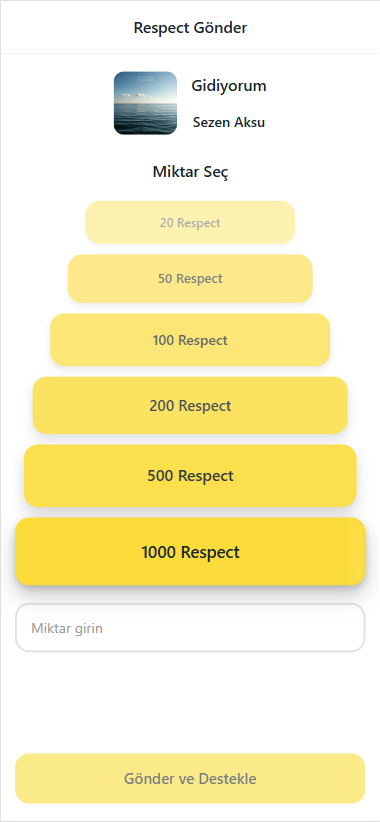 Respect Gönder
Gidiyorum
Sezen Aksu
Miktar Seç
20 Respect
50 Respect
100 Respect
200 Respect
500 Respect
1000 Respect
Miktar girin
Gönder ve Destekle